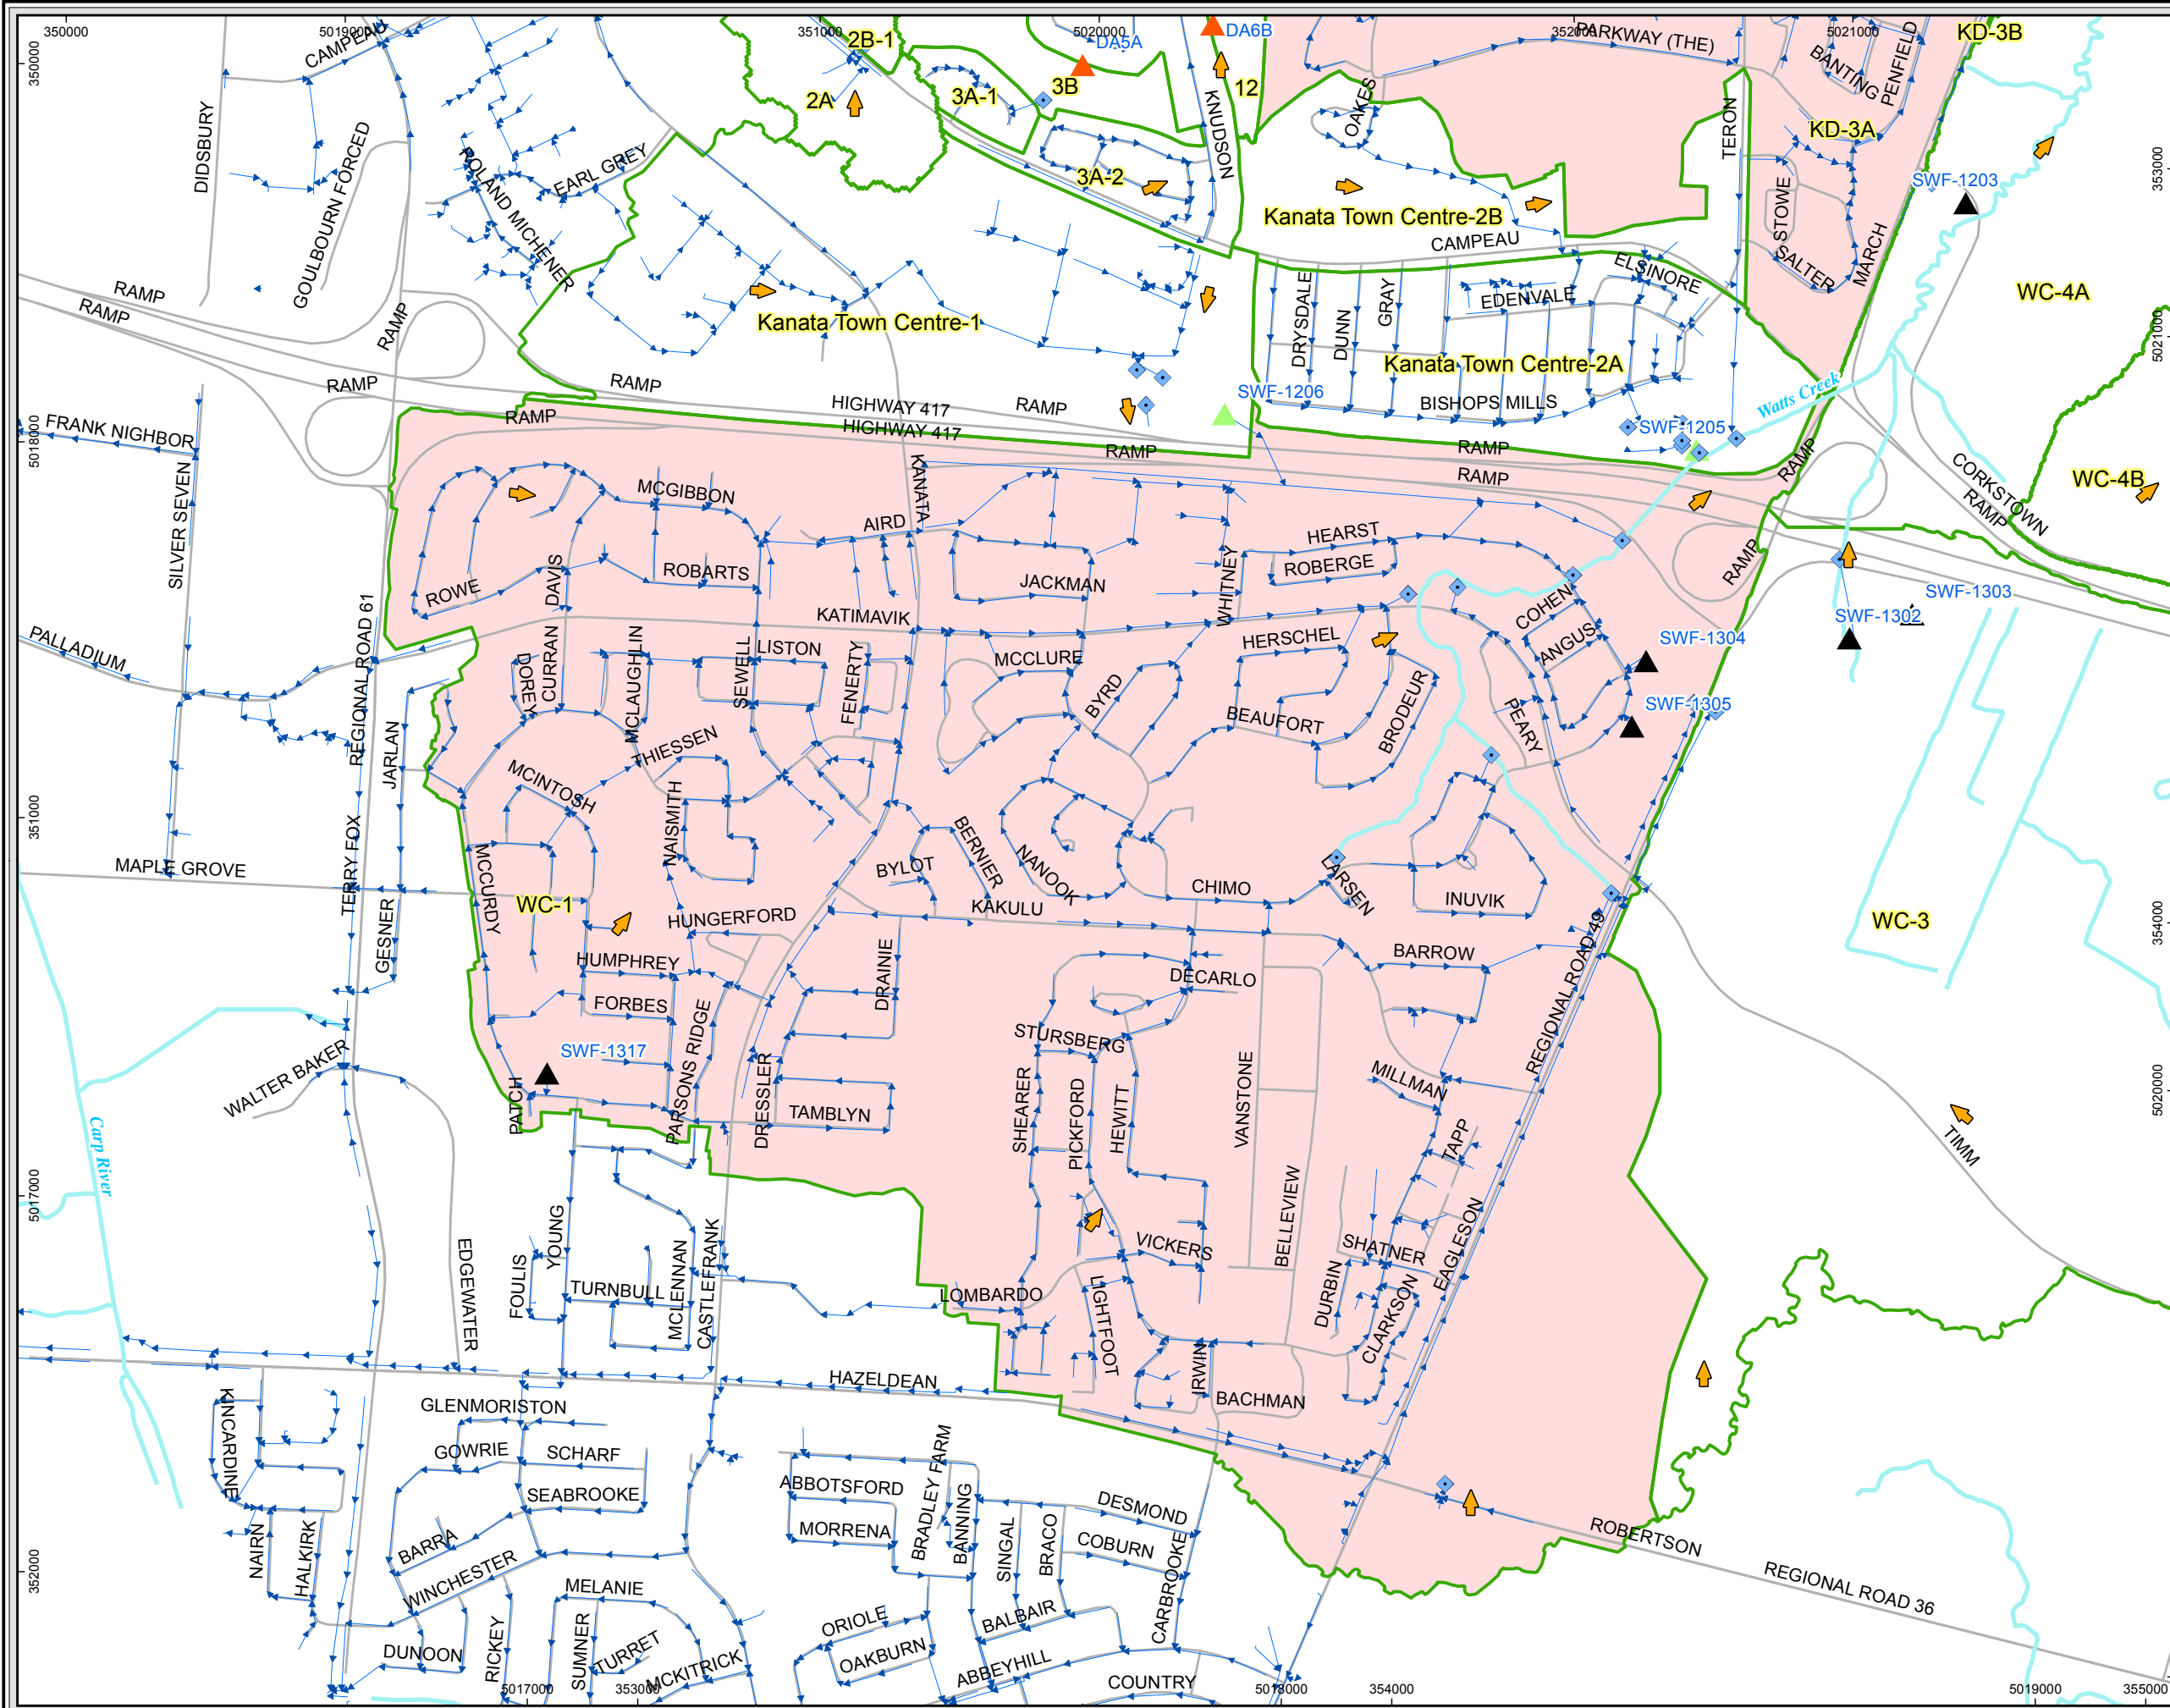 350000
5019000
351000
5020000
352000
5021000
350000
CAMPEAU
2B-1
DA5A
DA6B
PARKWAY (THE)
KD-3B
BANTING
PENFIELD
2A
3A-1
3B
12
OAKES
TERON
KD-3A
DIDSBURY
GOULBOURN FORCED
ROLAND MICHENER
EARL GREY
KNUDSON
3A-2
Kanata Town Centre-2B
CAMPEAU
STOWE
SALTER
MARCH
SWF-1203
353000
RAMP
RAMP
RAMP
Kanata Town Centre-1
DRYSDALE
DUNN
GRAY
EDENVALE
ELSINORE
WC-4A
5021000
Kanata Town Centre-2A
Watts Creek
RAMP
RAMP
RAMP
HIGHWAY 417
HIGHWAY 417
RAMP
RAMP
SWF-1206
BISHOPS MILLS
SWF-1205
RAMP
RAMP
RAMP
FRANK NIGHBOR
5018000
SILVER SEVEN
CORKSTOWN
RAMP
WC-4B
MCGIBBON
KANATA
AIRD
ROWE
DAVIS
ROBARTS
JACKMAN
WHITNEY
HEARST
ROBERGE
RAMP
KATIMAVIK
COHEN
ANGUS
SWF-1303
SWF-1302
SWF-1304
SWF-1305
PALLADIUM
REGIONAL ROAD 61
JARLAN
DOREY
CURRAN
MCLAUGHLIN
SEWELL
LISTON
FENERTY
MCCLURE
BYRD
HERSCHEL
BEAUFORT
BRODEUR
PEARY
THIESSEN
MCINTOSH
NAISMITH
351000
TERRY FOX
MAPLE GROVE
GESNER
MCCURDY
WC-1
BYLOT
BERNIER
NANOOK
CHIMO
LARSEN
INUVIK
KAKULU
HUNGERFORD
WC-3
354000
HUMPHREY
FORBES
DRAINIE
DECARLO
BARROW
REGIONAL ROAD 49
STURSBERG
SWF-1317
PATCH
PARSONS RIDGE
DRESSLER
TAMBLYN
SHEARER
PICKFORD
HEWITT
VANSTONE
MILLMAN
TAPP
5020000
TIMM
WALTER BAKER
Carp River
5017000
EDGEWATER
YOUNG
FOULIS
TURNBULL
MCLENNAN
CASTLEFRANK
LOMBARDO
LIGHTFOOT
VICKERS
BELLEVIEW
DURBIN
SHATNER
CLARKSON
EAGLESON
HAZELDEAN
IRWIN
BACHMAN
KINCARDINE
GLENMORISTON
GOWRIE
SCHARF
SEABROOKE
NAIRN
HALKIRK
BARRA
WINCHESTER
ABBOTSFORD
MORRENA
BRADLEY FARM
BANNING
SINGAL
BRACO
DESMOND
COBURN
CARBROOKE
ROBERTSON
REGIONAL ROAD 36
352000
DUNOON
RICKEY
MELANIE
SUMNER
TURRET
MCKITRICK
ORIOLE
OAKBURN
BALBAIR
ABBEYHILL
COUNTRY
5017000
353000
5018000
354000
5019000
355000